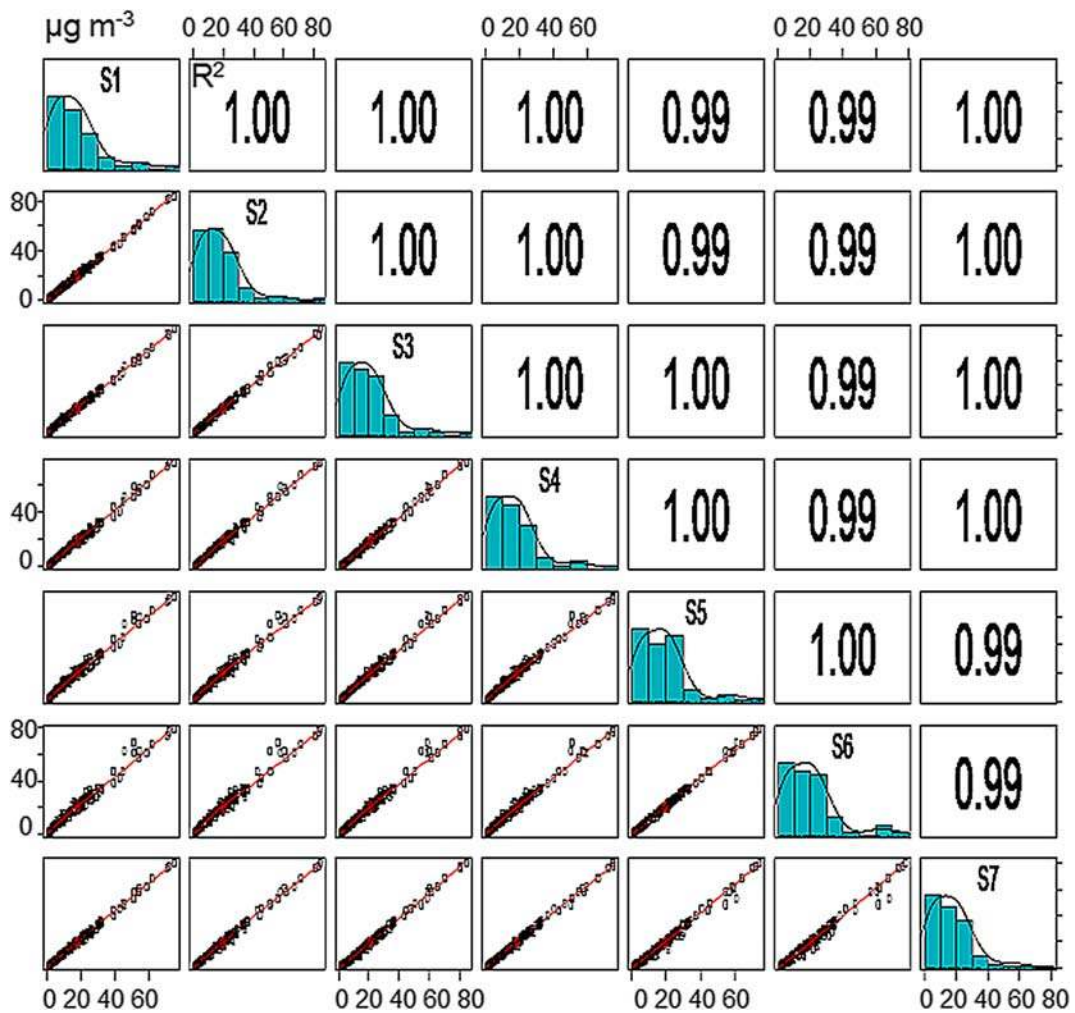 µg m-3 0 20 40 60 80 0 20 40 60 0 20 40 60 80
S1 R2 1.00 1.00 1.00 0.99 0.99 1.00
80 40 0 S2 1.00 1.00 0.99 0.99 1.00
S3 1.00 1.00 0.99 1.00
40 0 S4 1.00 0.99 1.00
S5 1.00 0.99
80 40 0 S6 0.99
S7
0 20 40 60 0 20 40 60 80 0 20 40 60 0 20 40 60 80